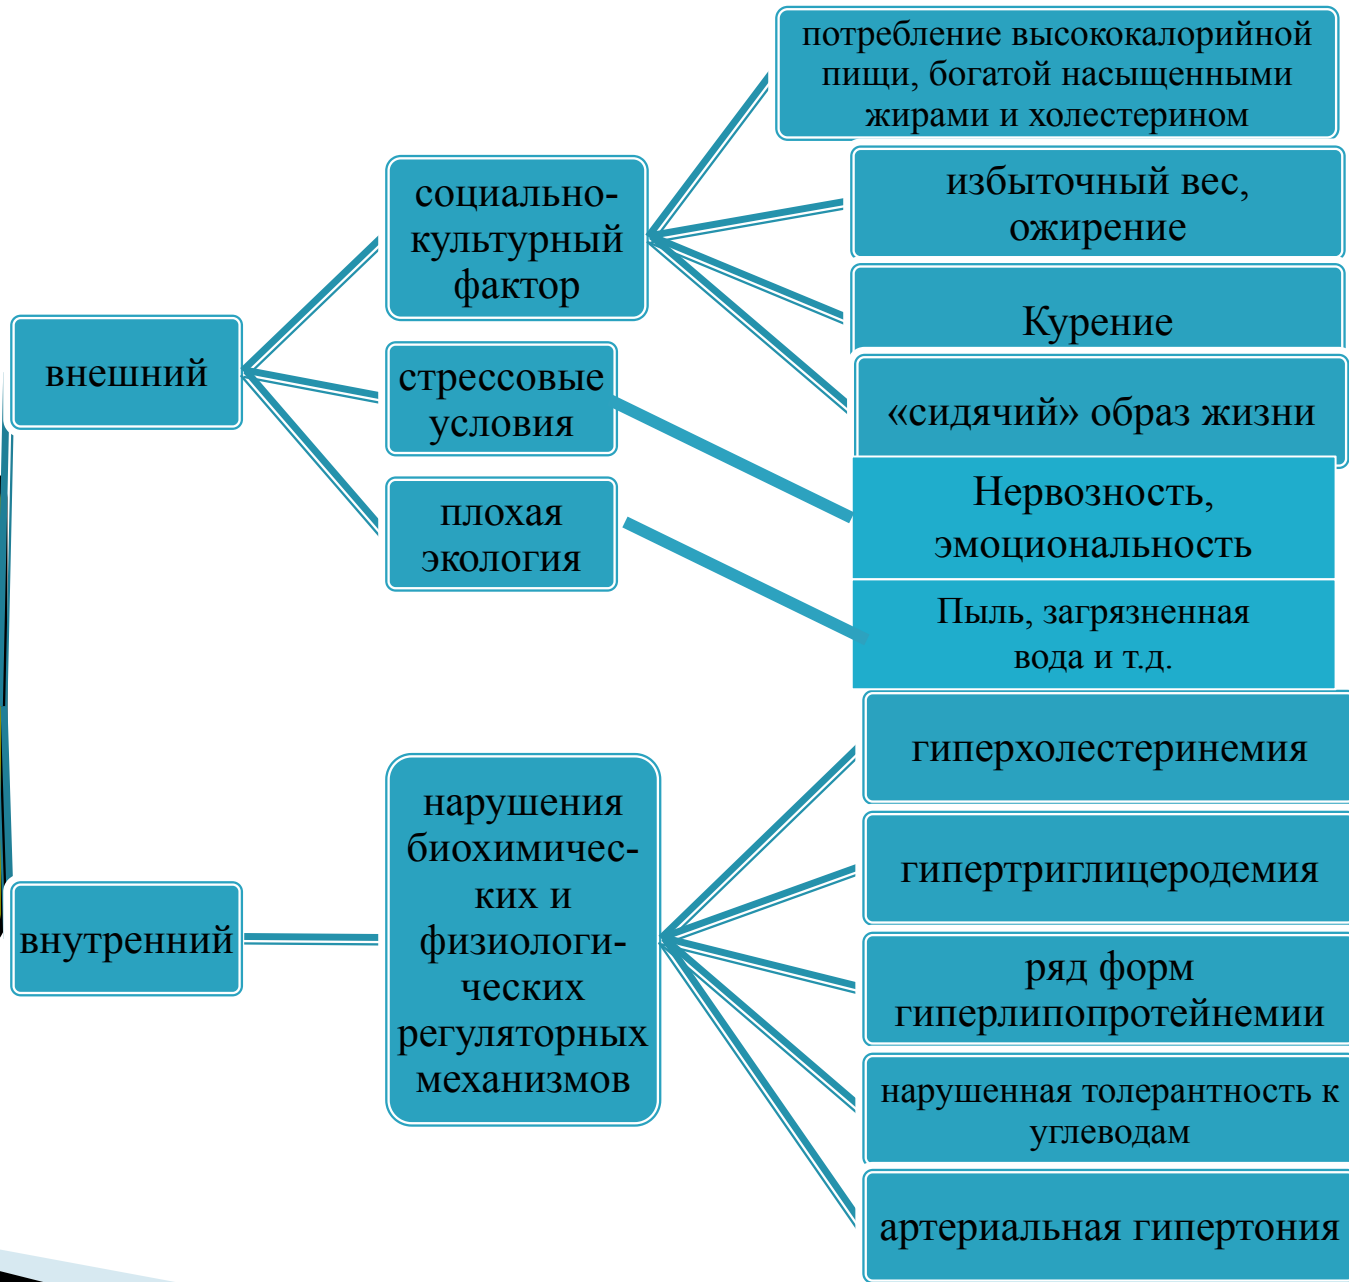 потребление высококалорийной
пищи, богатой насыщенными
жирами и холестерином
избыточный вес,
ожирение
Курение
«сидячий» образ жизни
социально-
культурный
фактор
внешний
стрессовые
условия
Нервозность,
эмоциональность
плохая
экология
Пыль, загрязненная
вода и т.д.
внутренний
нарушения
биохимичес-
ких и
физиологи-
ческих
регуляторных
механизмов
гиперхолестеринемия
гипертриглицеродемия
ряд форм
гиперлипопротейнемии
нарушенная толерантность к
углеводам
артериальная гипертония